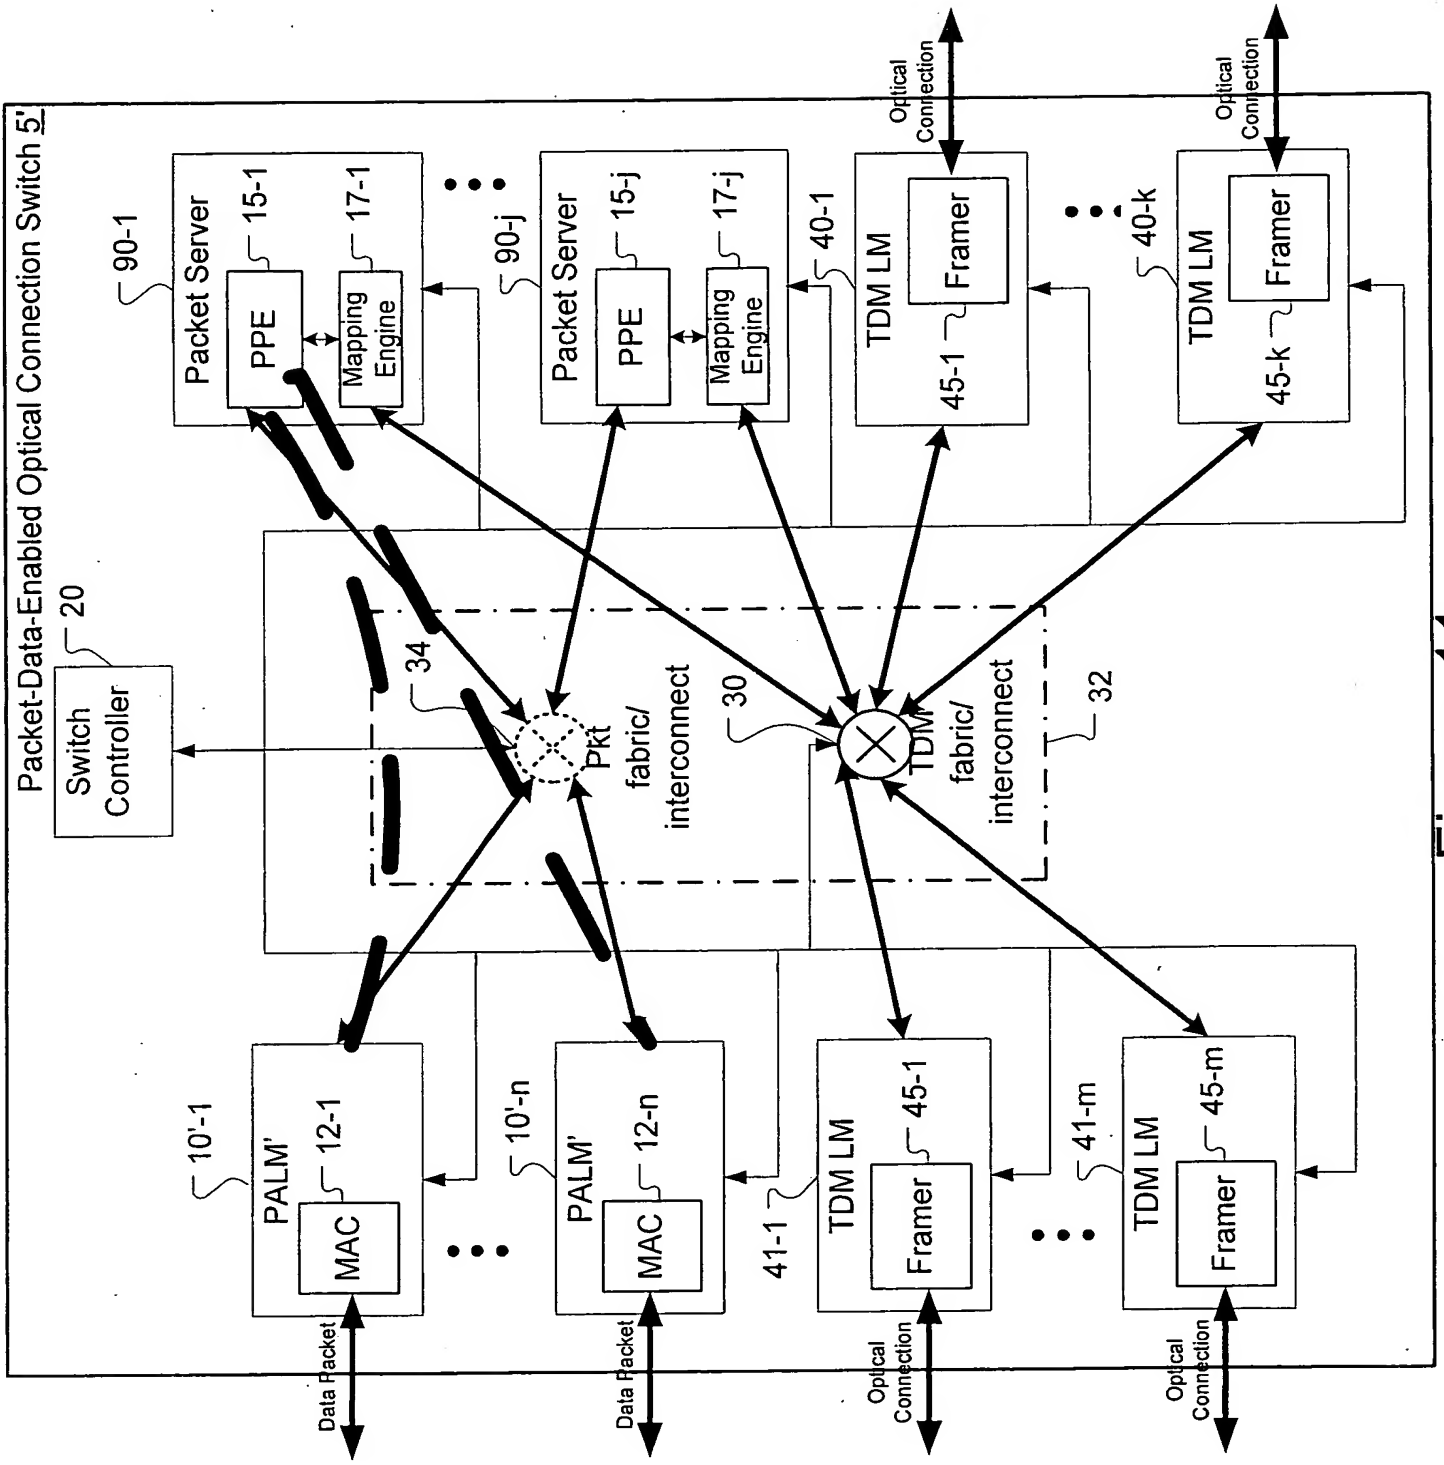 Packet-Data-Enabled Optical Connection Switch 5'
Switch
Controller
20
90-1
Packet Server
15-1
PPE
17-1
Mapping
Engine
90-j
Packet Server
15-j
PPE
17-j
Mapping
Engine
40-1
TDM LM
Framer
45-1
Optical
Connection
40-k
TDM LM
Framer
45-k
Optical
Connection
34
Pkt
fabric/
interconnect
30
TDM
fabric/
interconnect
32
10'-1
PALM'
12-1
MAC
Data Packet
10'-n
PALM'
12-n
MAC
Data Packet
41-1
TDM LM
45-1
Framer
Optical
Connection
41-m
TDM LM
45-m
Framer
Optical
Connection